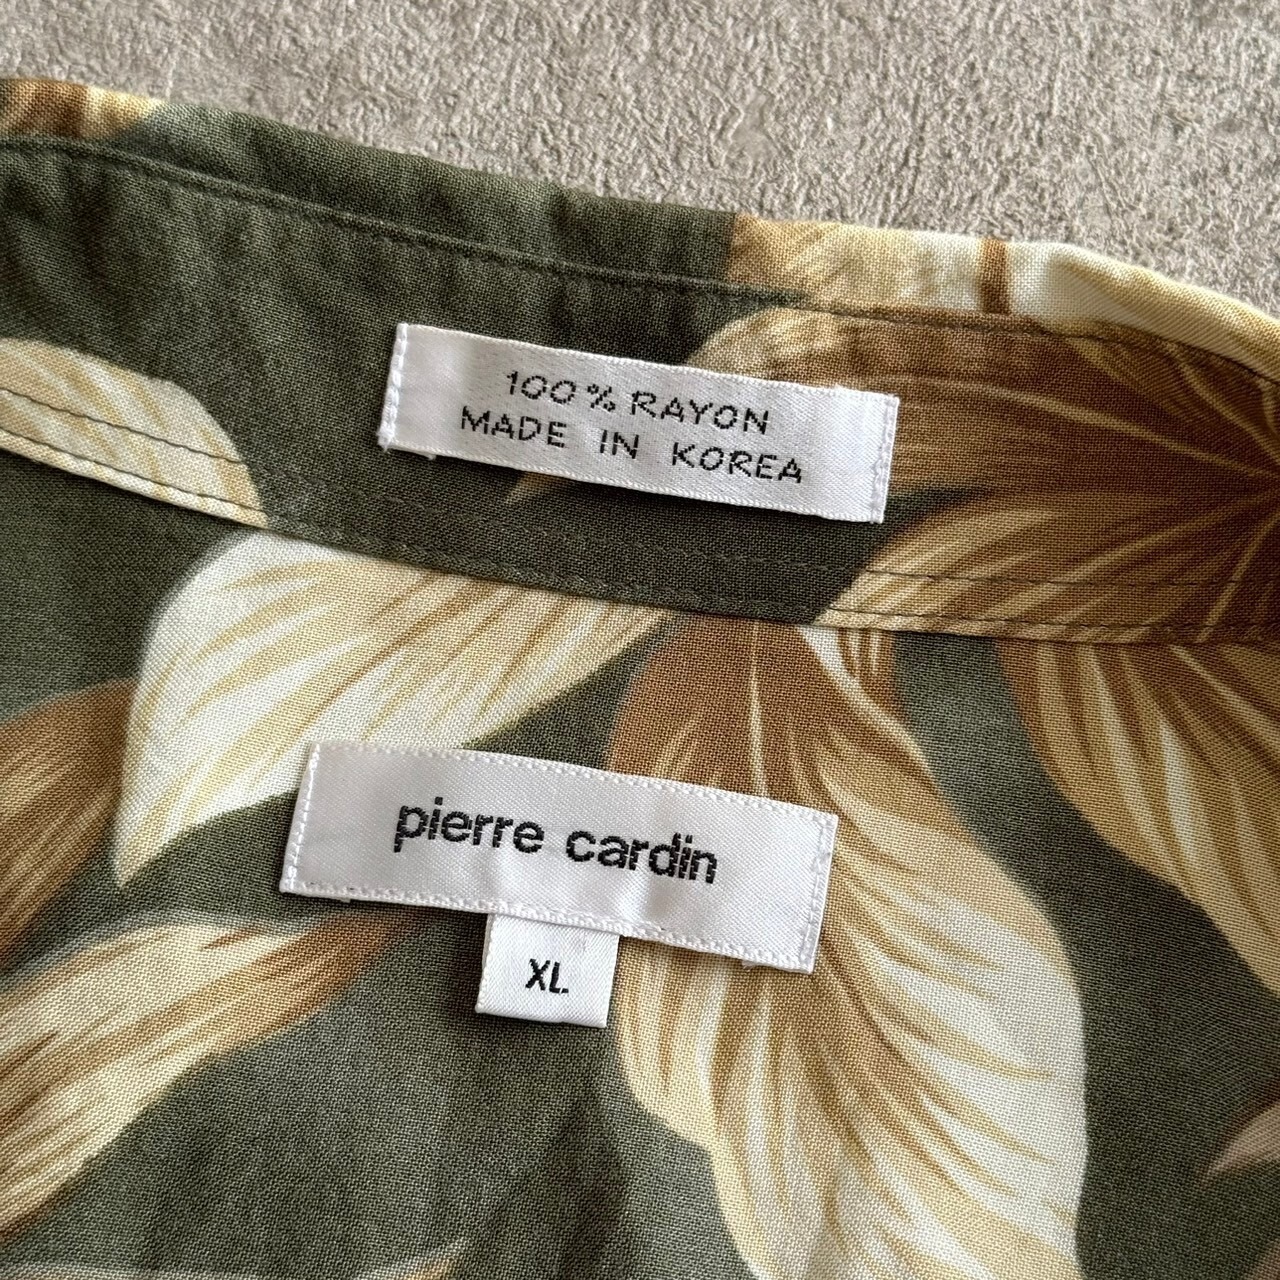 100% RAYON
MADE IN KOREA
pierre cardin
XL